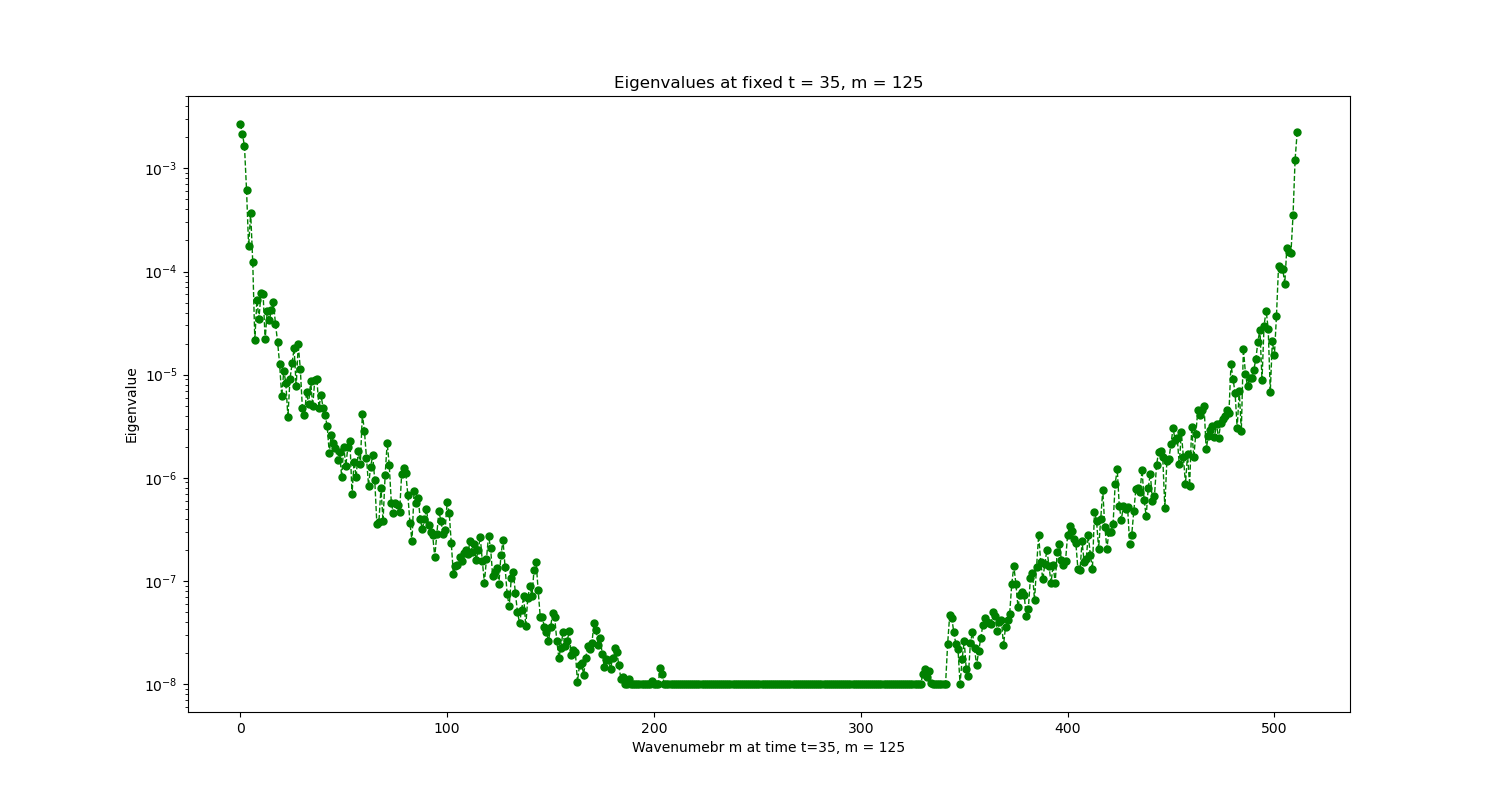 Eigenvalues at fixed t = 35, m = 125
Eigenvalue
10⁻³
10⁻⁴
10⁻⁵
10⁻⁶
10⁻⁷
10⁻⁸
0 100 200 300 400 500
Wavenumebr m at time t=35, m = 125